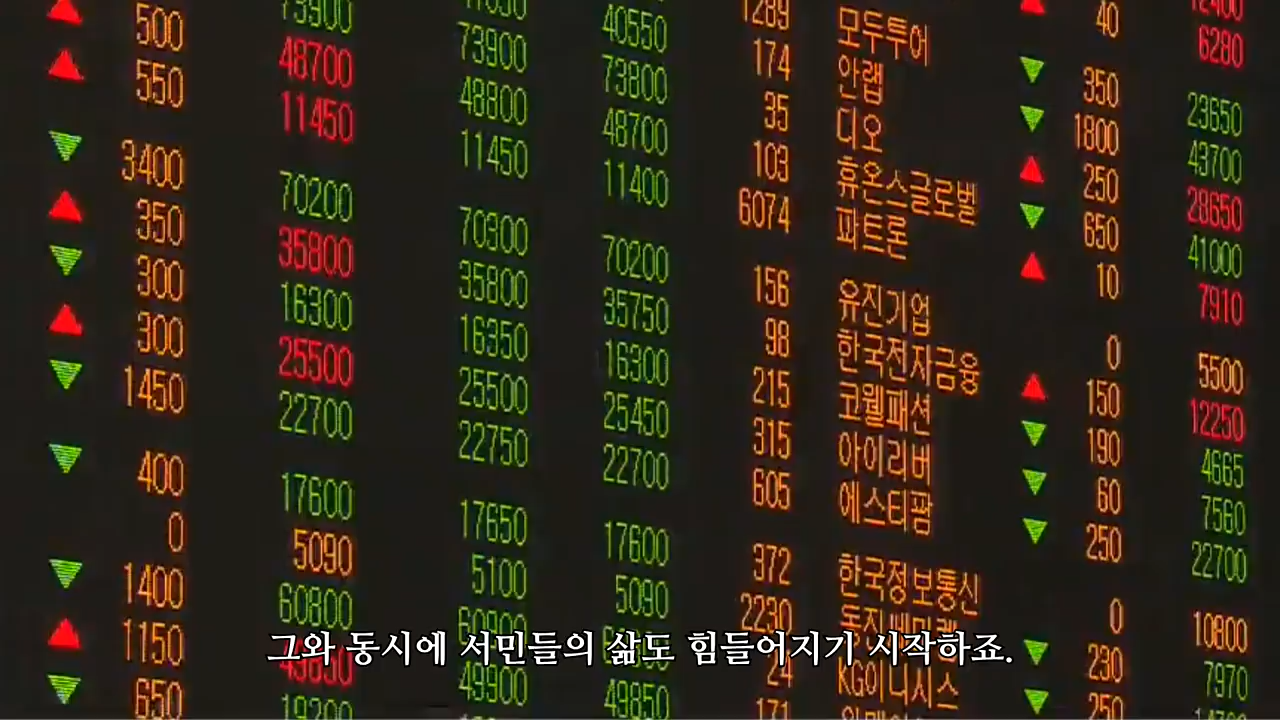 40 6280
1289 모두투어 ▼ 350 23650
40550 174 안랩 ▼ 1800 43700
73900 73900 73800 35 디오 ▲ 250 28650
▲ 500 48700 48800 48700 103 휴온스글로벌 ▼ 650 41000
▲ 550 11450 11450 11400 6074 파트론 ▲ 10 7910
▼ 3400 70200 70300 70200 156 유진기업 0 5500
▲ 350 35800 35800 35750 98 한국전자금융 ▲ 150 12250
▼ 300 16300 16350 16300 215 코웰패션 ▼ 190 4665
▲ 300 25500 25500 25450 315 아이리버 ▼ 60 7560
▼ 1450 22700 22750 22700 605 에스티팜 ▼ 250 22700
▼ 400 17600 17650 17600 372 한국정보통신 0 10800
0 5090 5100 5090 2230 ▼ 230 7970
▼ 1400 60800 24 KG이니시스 ▼ 250
▲ 1150 49900 49850 171
▼ 650
그와 동시에 서민들의 삶도 힘들어지기 시작하죠.